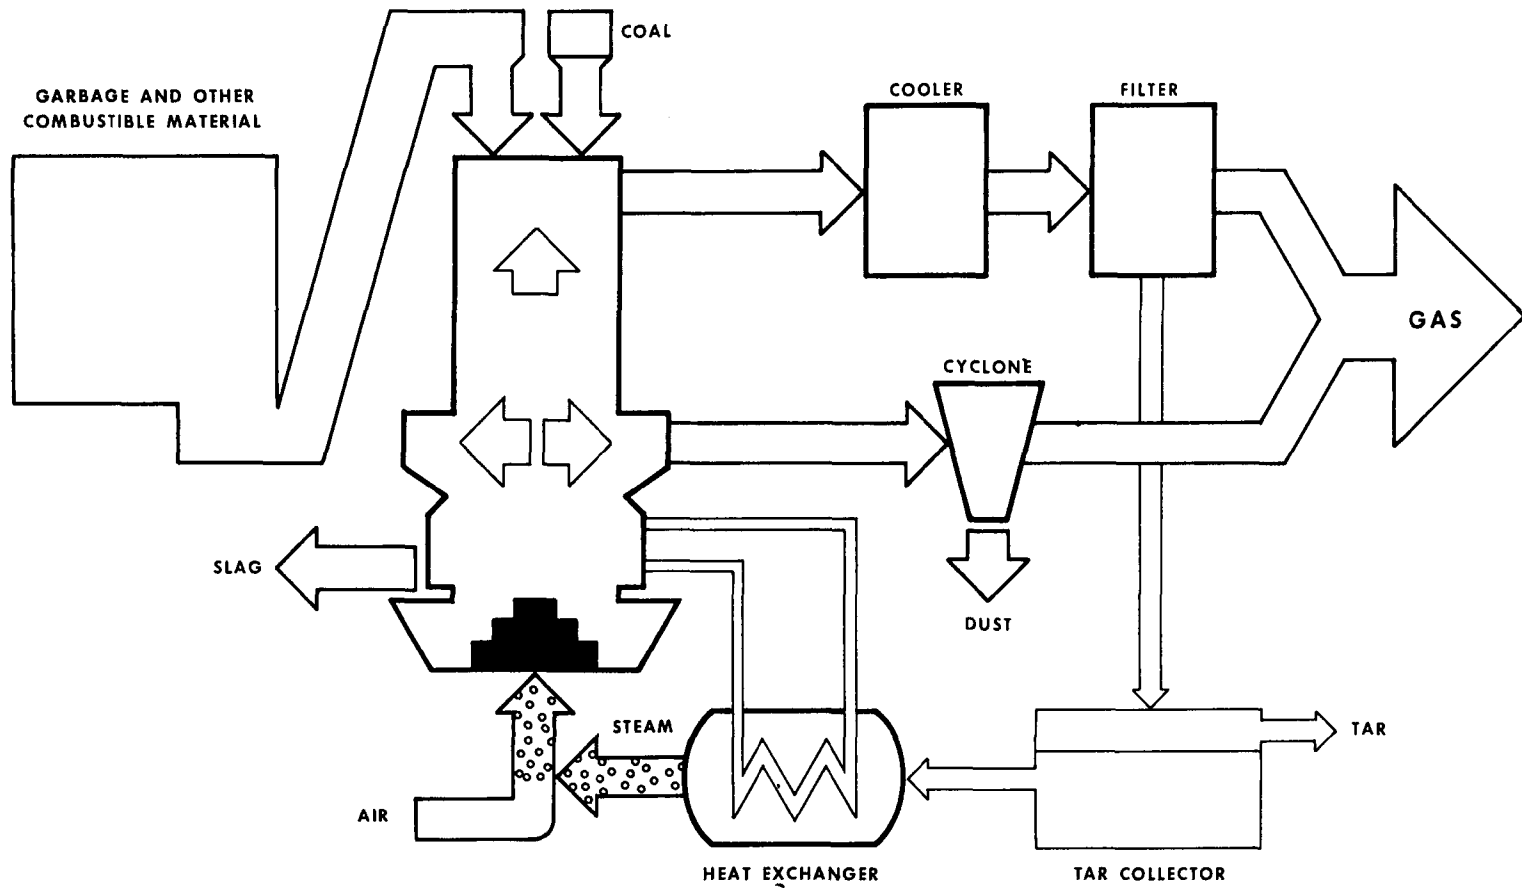 COAL
GARBAGE AND OTHER
COMBUSTIBLE MATERIAL
COOLER
FILTER
GAS
CYCLONE
SLAG
DUST
STEAM
TAR
AIR
HEAT EXCHANGER
TAR COLLECTOR